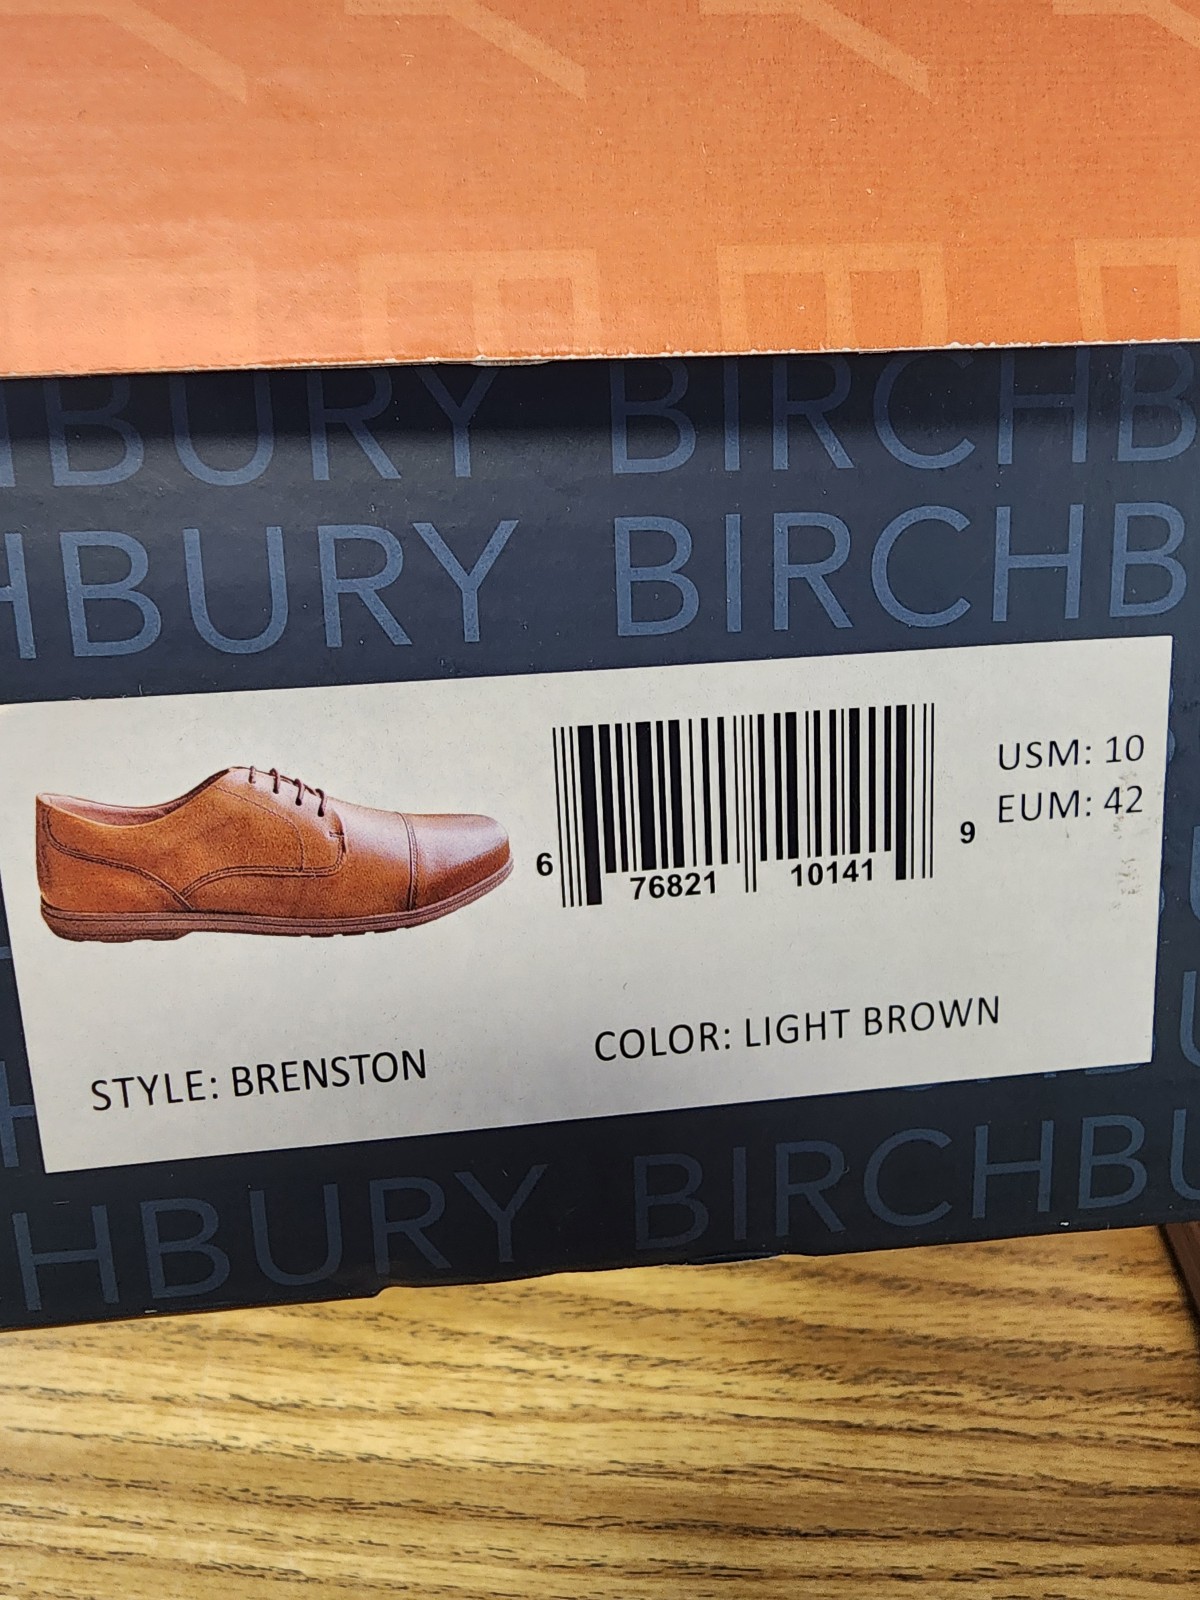 HBURY BIRCHB
HBURY BIRCHB
6 76821 10141 9
USM: 10
EUM: 42
STYLE: BRENSTON
COLOR: LIGHT BROWN
HBURY BIRCHBU